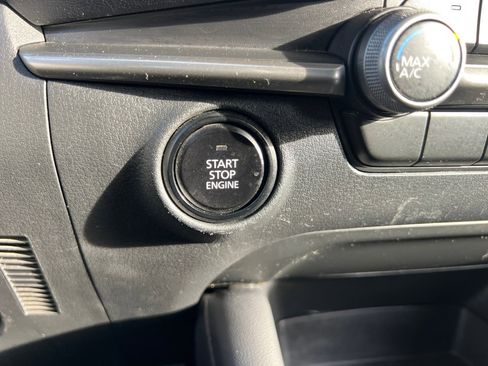 MAX
A/C
START
STOP
ENGINE